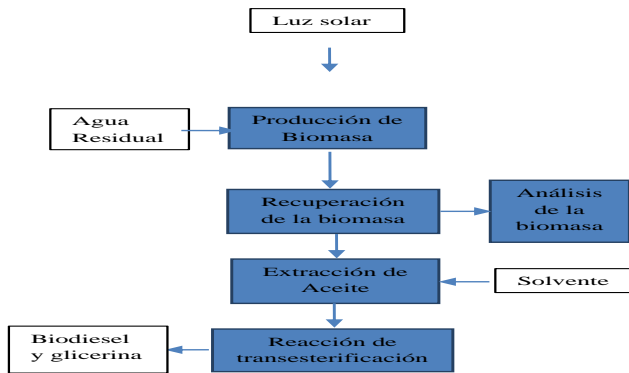 Luz solar
Agua
Residual
Producción de
Biomasa
Recuperación
de la biomasa
Análisis
de la
biomasa
Extracción de
Aceite
Solvente
Biodiesel
y glicerina
Reacción de
transesterificación